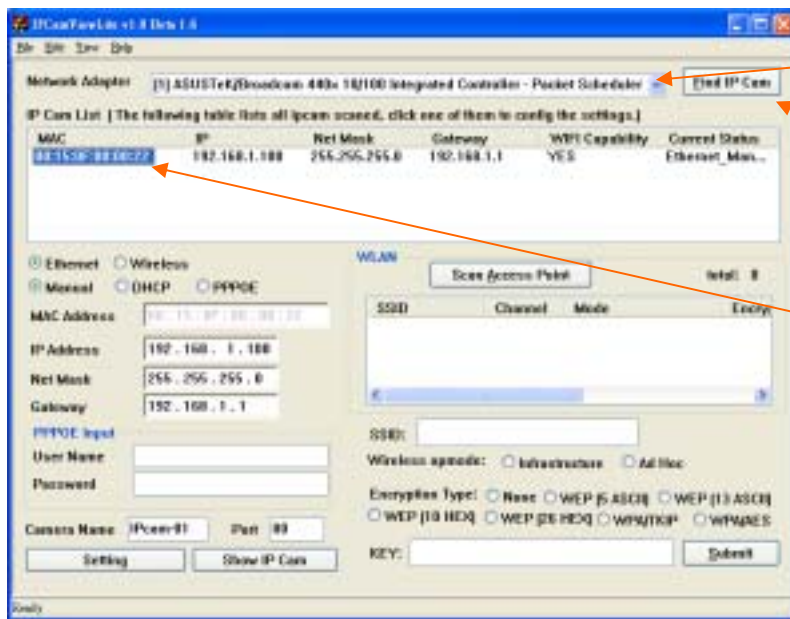 IPCamViewLite v1.0 Beta 1.6
File Edit View Help
Network Adapter [1] ASUSTeK/Broadcom 440x 10/100 Integrated Controller - Packet Scheduler Find IP Cam
IP Cam List [ The following table lists all ipcam scaned, click one of them to config the settings.]
MAC IP Net Mask Gateway WIFI Capability Current Status
192.168.1.100 255.255.255.0 192.168.1.1 YES Ethernet_Man...
Ethernet Wireless
Manual DHCP PPPOE
MAC Address
IP Address 192 . 168 . 1 . 100
Net Mask 255 . 255 . 255 . 0
Gateway 192 . 168 . 1 . 1
PPPOE Input
User Name
Password
Camera Name IPcam-01 Port 80
Setting Show IP Cam
WLAN
Scan Access Point total: 0
SSID Channel Mode Encry
SSID:
Wireless apmode: Infrastructure Ad Hoc
Encryption Type: None WEP (5 ASCII) WEP (13 ASCII)
WEP (10 HEX) WEP (26 HEX) WPA/TKIP WPA/AES
KEY: Submit
Ready